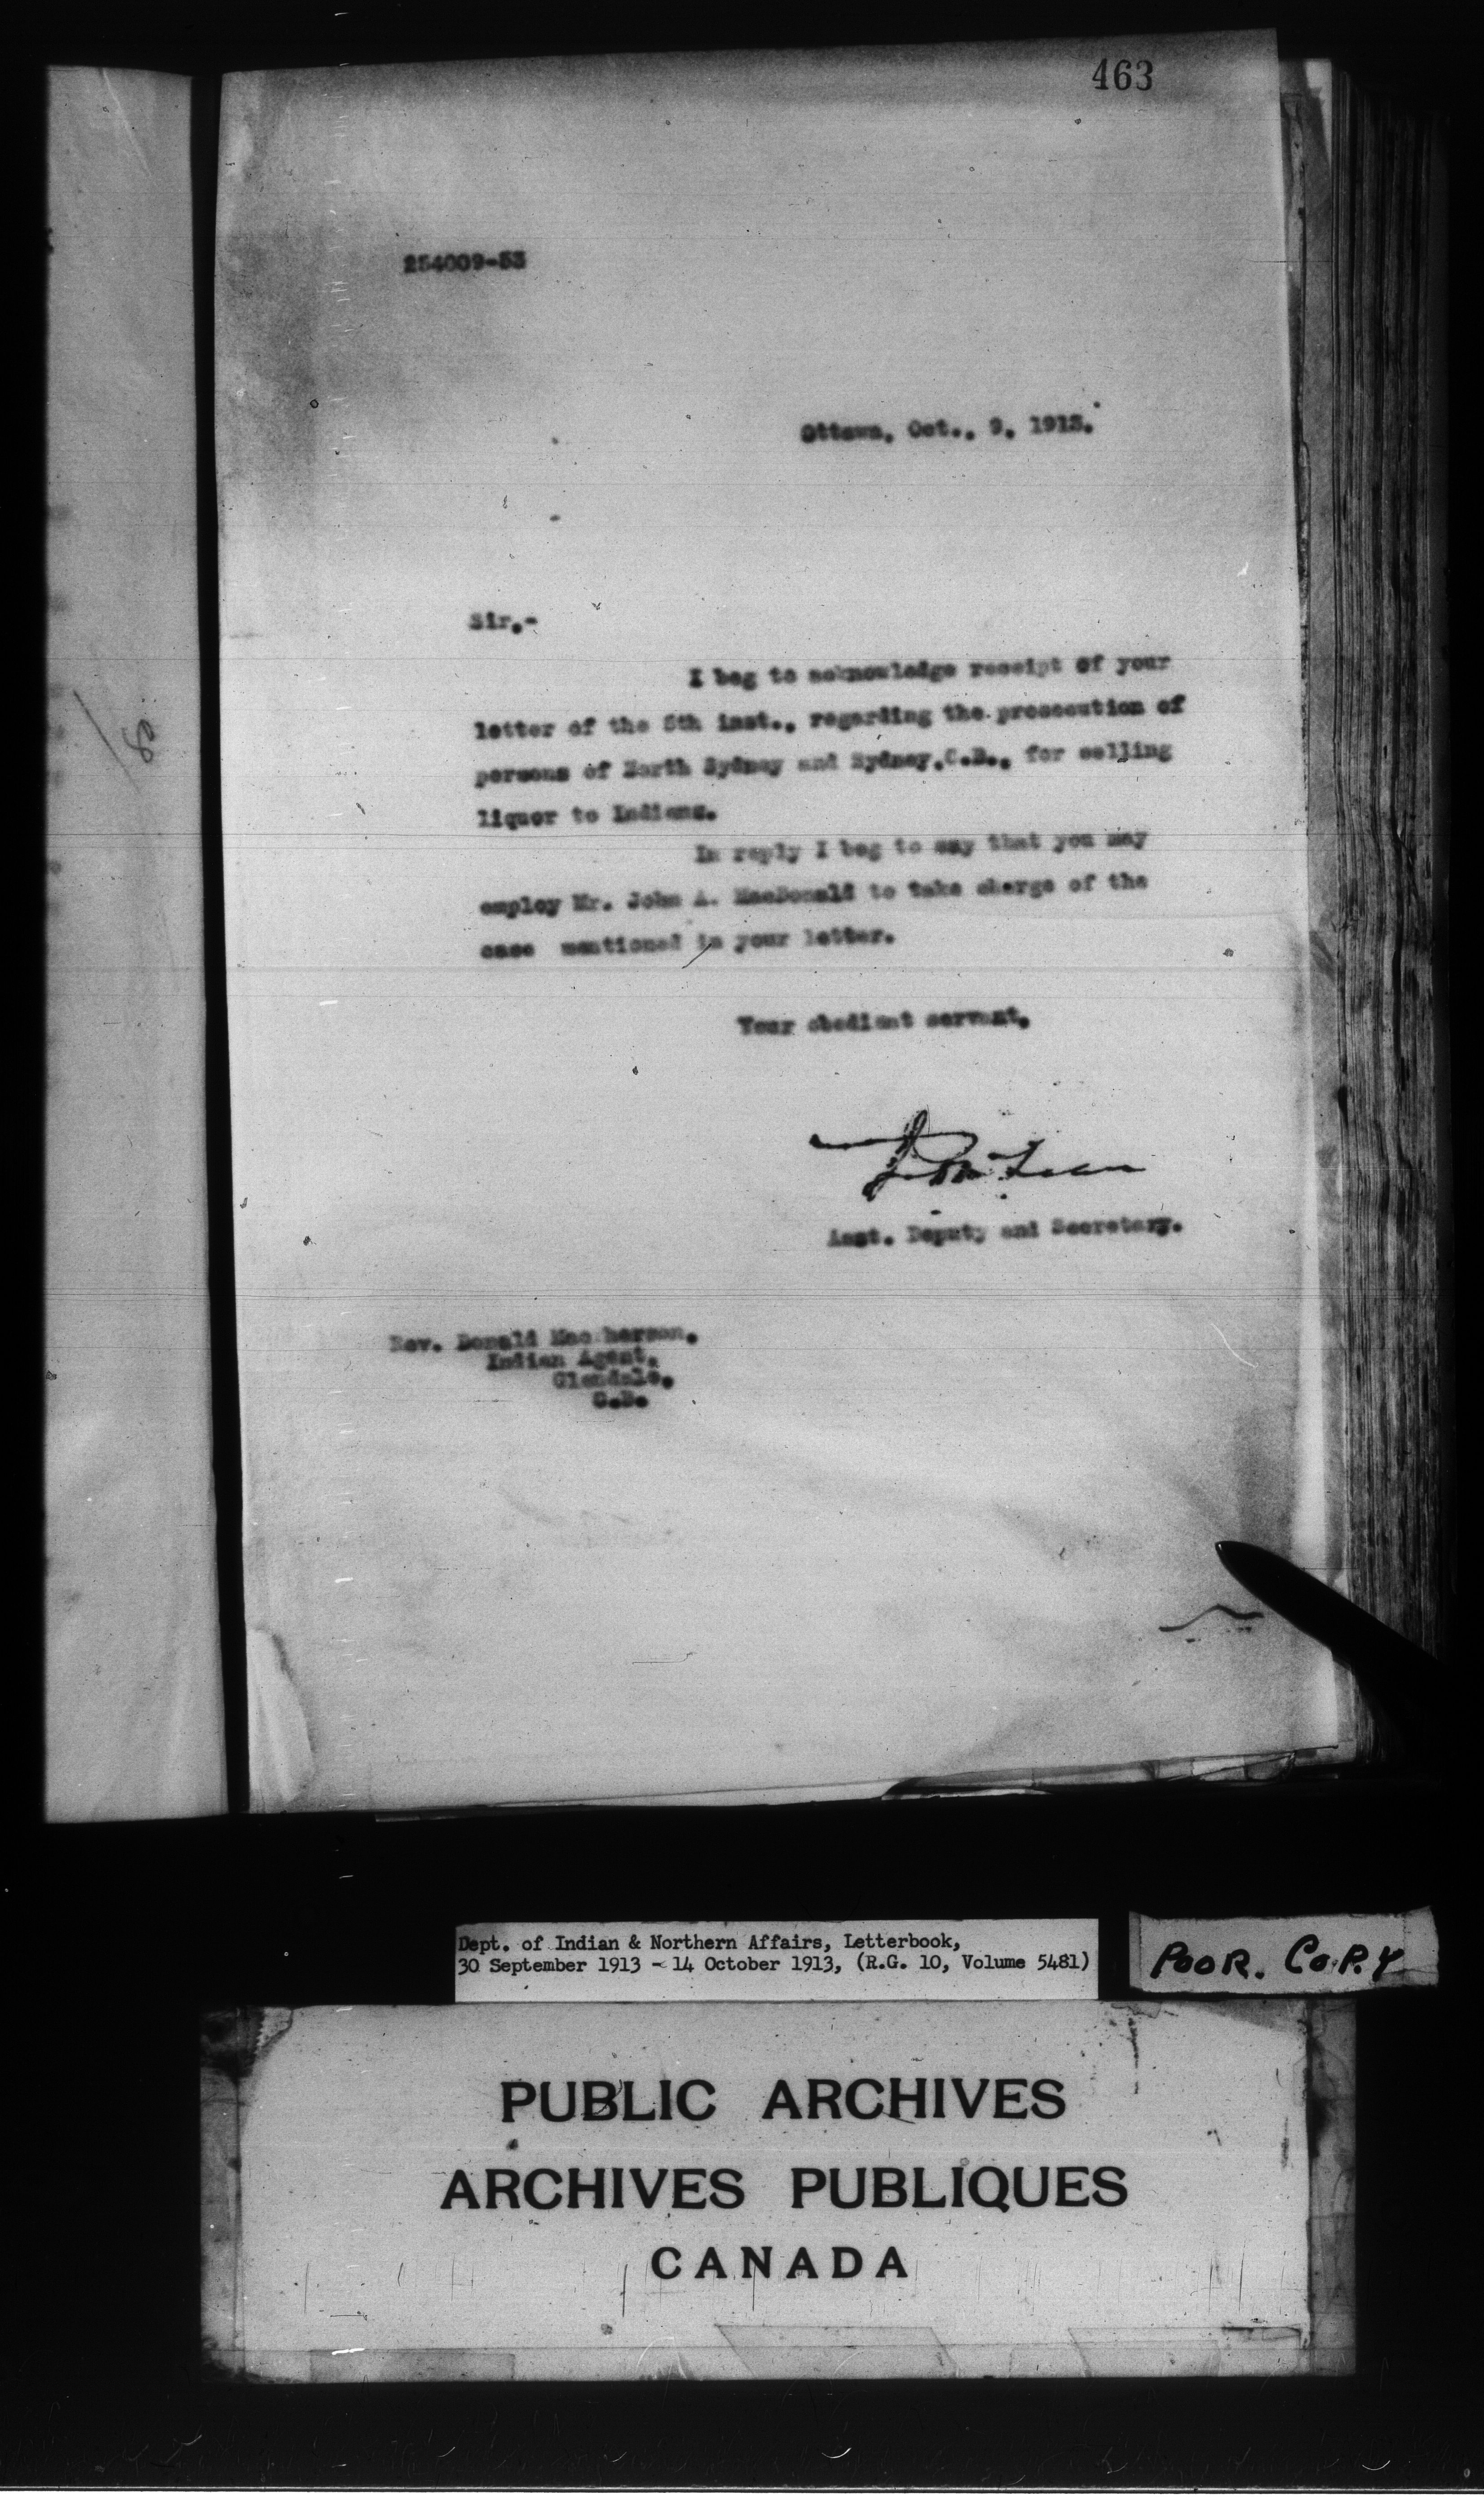 463
254009-53
Ottawa, Oct., 9, 1913.
Sir,-
I beg to acknowledge receipt of your
letter of the 5th inst., regarding the prosecution of
persons of North Sydney and Sydney,C.B., for selling
liquor to Indians.
In reply I beg to say that you may
employ Mr. John A. MacDonald to take charge of the
case mentioned in your letter.
Your obedient servant,
Asst. Deputy and Secretary.
Rev. Donald MacPherson,
Indian Agent,
Glendale,
C.B.
Dept. of Indian & Northern Affairs, Letterbook,
30 September 1913 - 14 October 1913, (R.G. 10, Volume 5481)
POOR. COPY
PUBLIC ARCHIVES
ARCHIVES PUBLIQUES
CANADA